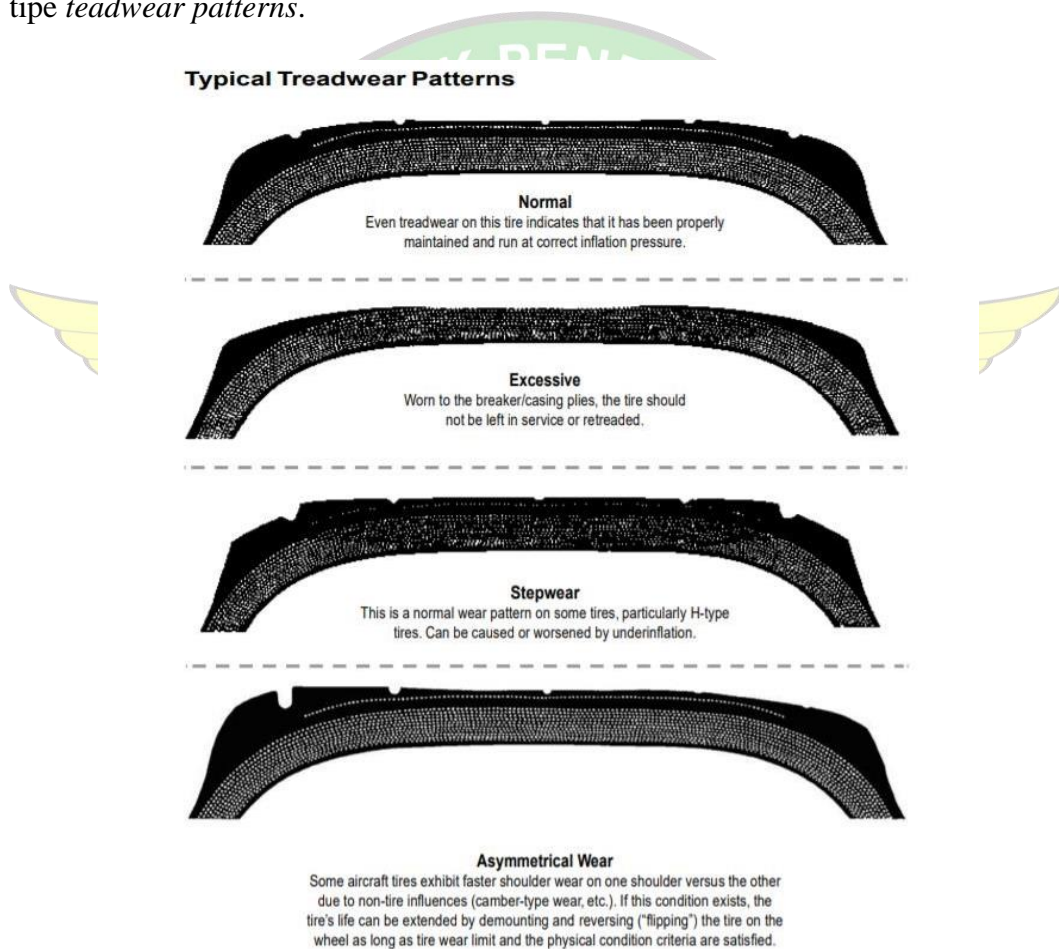 tipe teadwear patterns.
Typical Treadwear Patterns
Normal
Even treadwear on this tire indicates that it has been properly
maintained and run at correct inflation pressure.
Excessive
Worn to the breaker/casing plies, the tire should
not be left in service or retreaded.
Stepwear
This is a normal wear pattern on some tires, particularly H-type
tires. Can be caused or worsened by underinflation.
Asymmetrical Wear
Some aircraft tires exhibit faster shoulder wear on one shoulder versus the other
due to non-tire influences (camber-type wear, etc.). If this condition exists, the
tire's life can be extended by demounting and reversing ("flipping") the tire on the
wheel as long as tire wear limit and the physical condition criteria are satisfied.